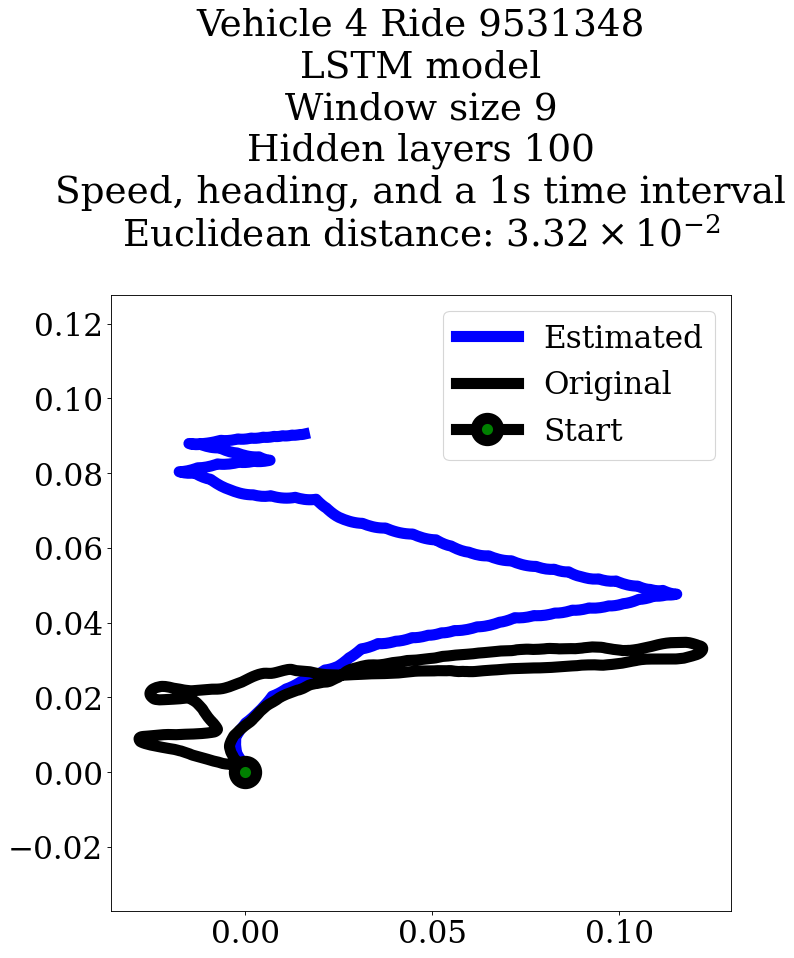 Vehicle 4 Ride 9531348
LSTM model
Window size 9
Hidden layers 100
Speed, heading, and a 1s time interval
Euclidean distance: 3.32 × 10⁻²
Estimated
Original
Start
0.12
0.10
0.08
0.06
0.04
0.02
0.00
−0.02
0.00 0.05 0.10